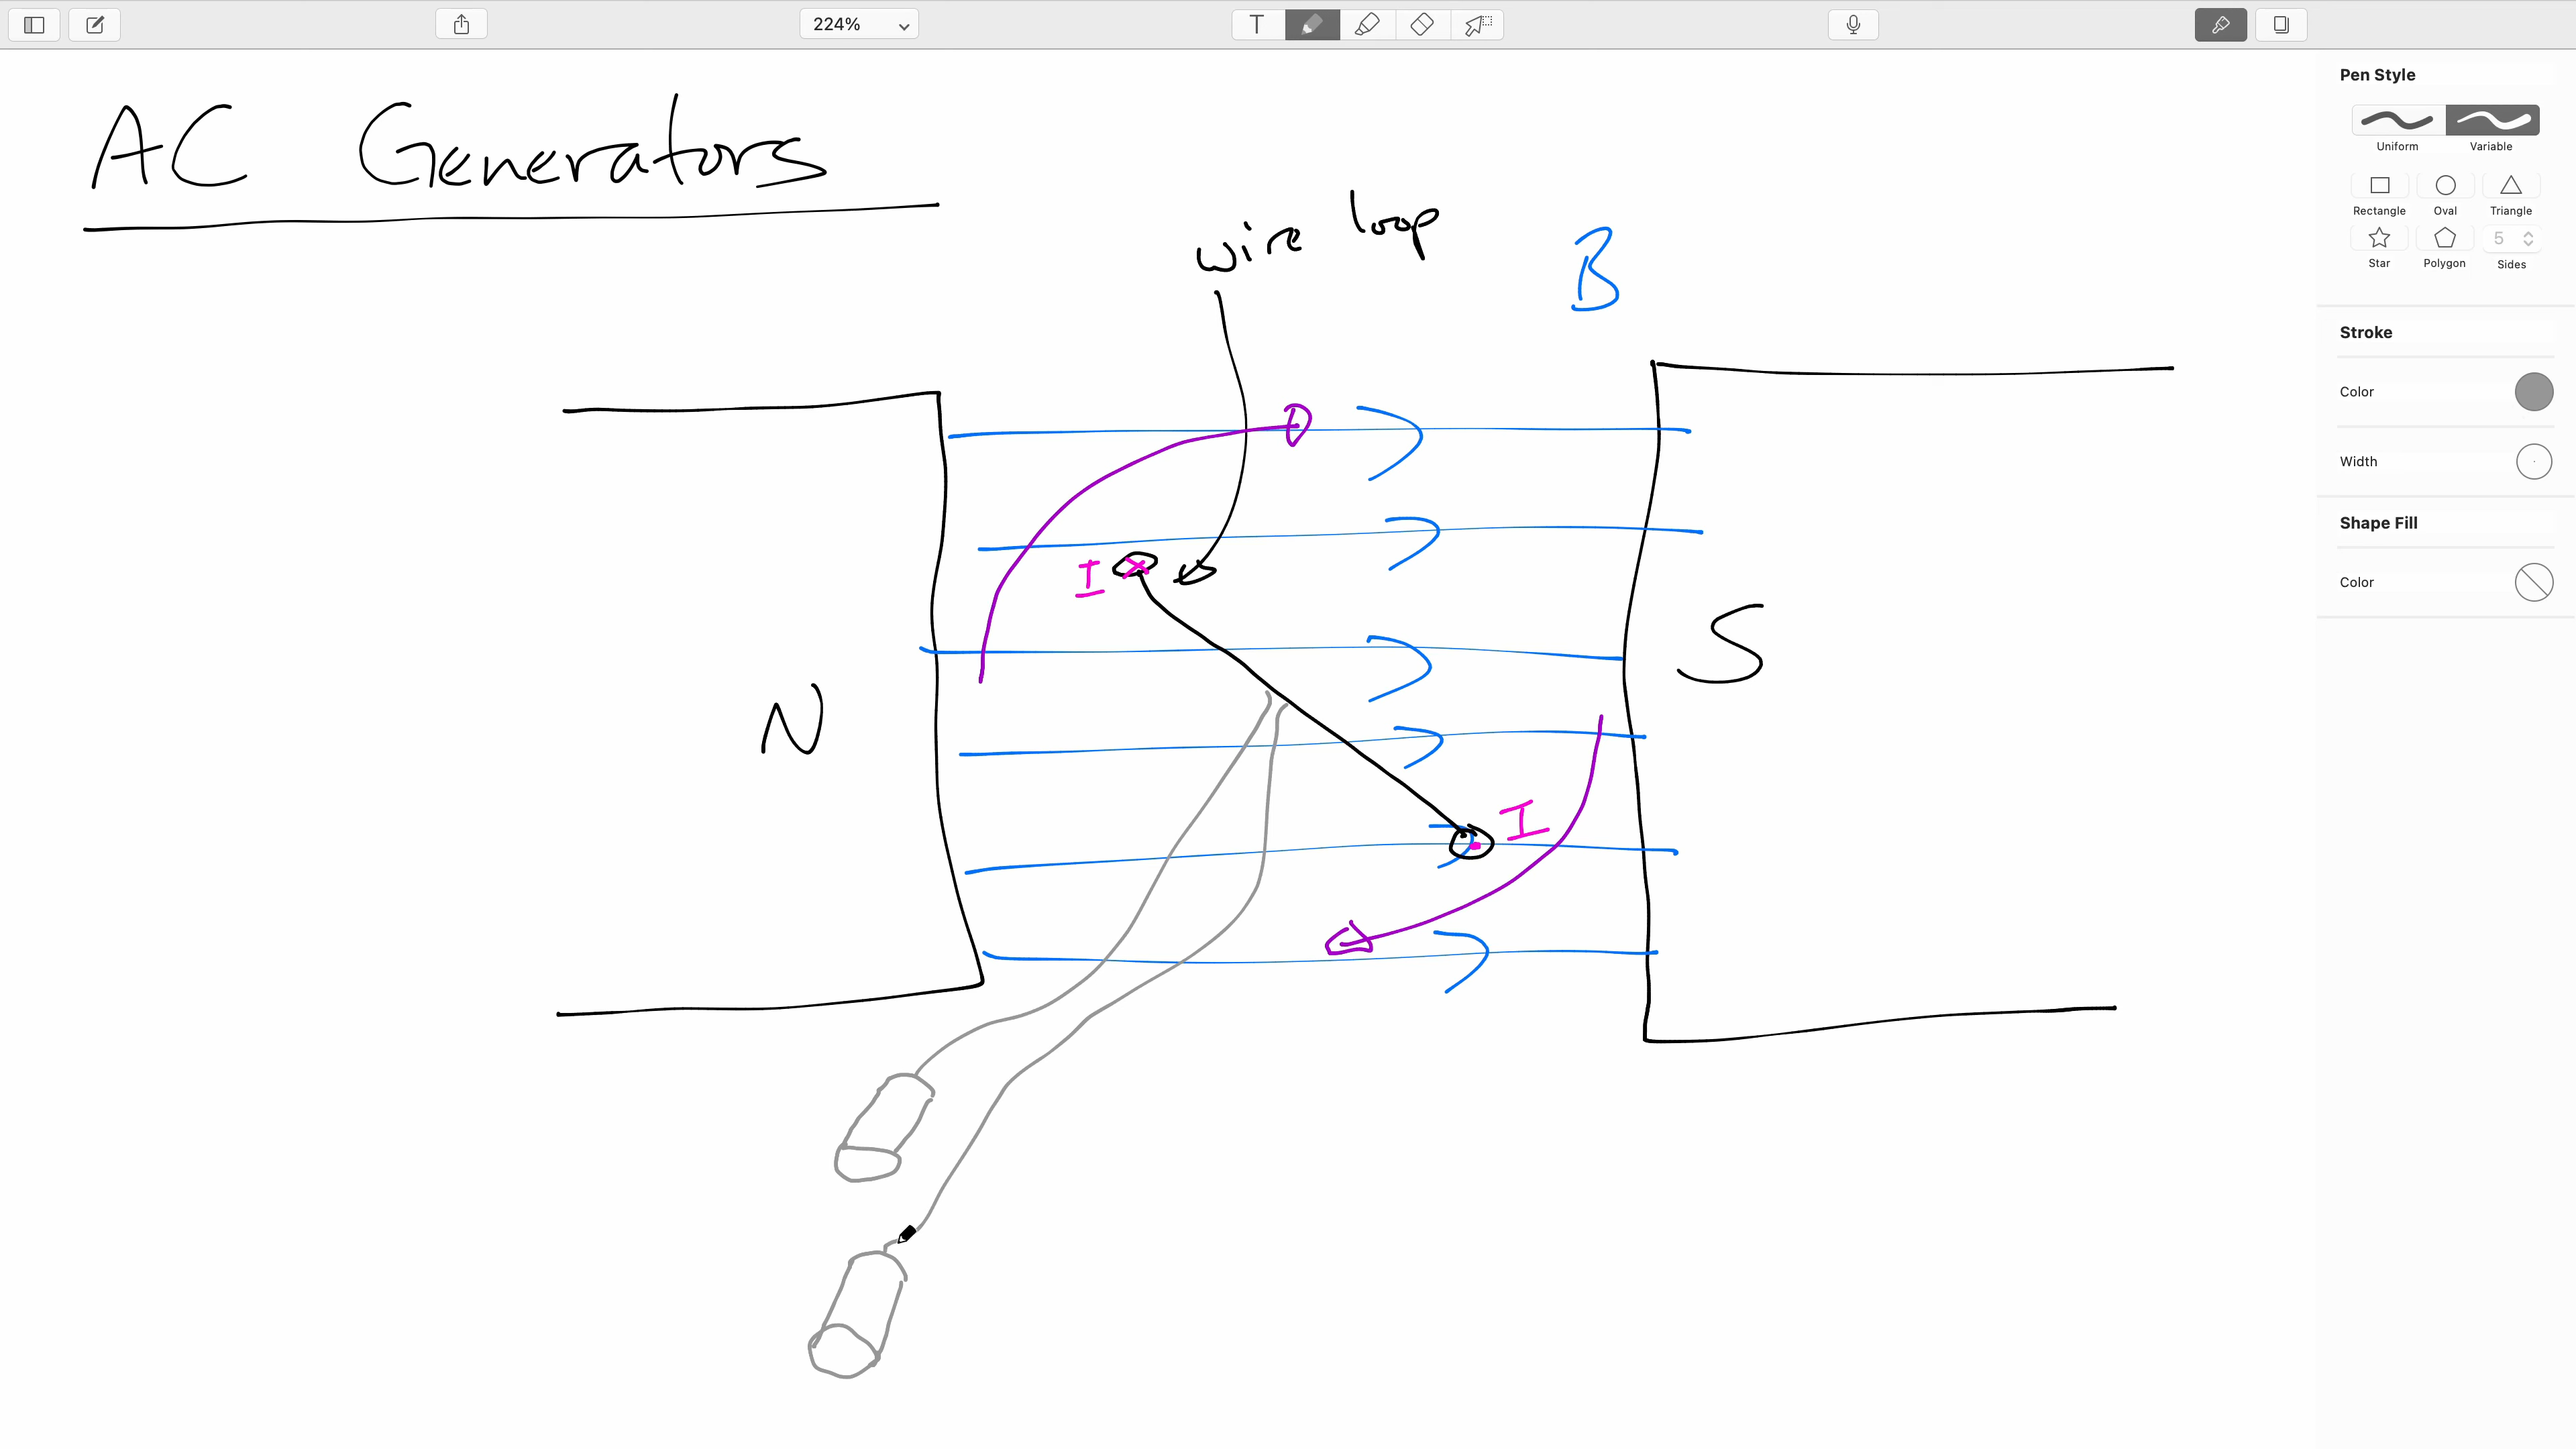 224%
T
AC Generators
wire loop
B
I
N
S
I
Pen Style
Uniform
Variable
Rectangle
Oval
Triangle
5
Star
Polygon
Sides
Stroke
Color
Width
Shape Fill
Color